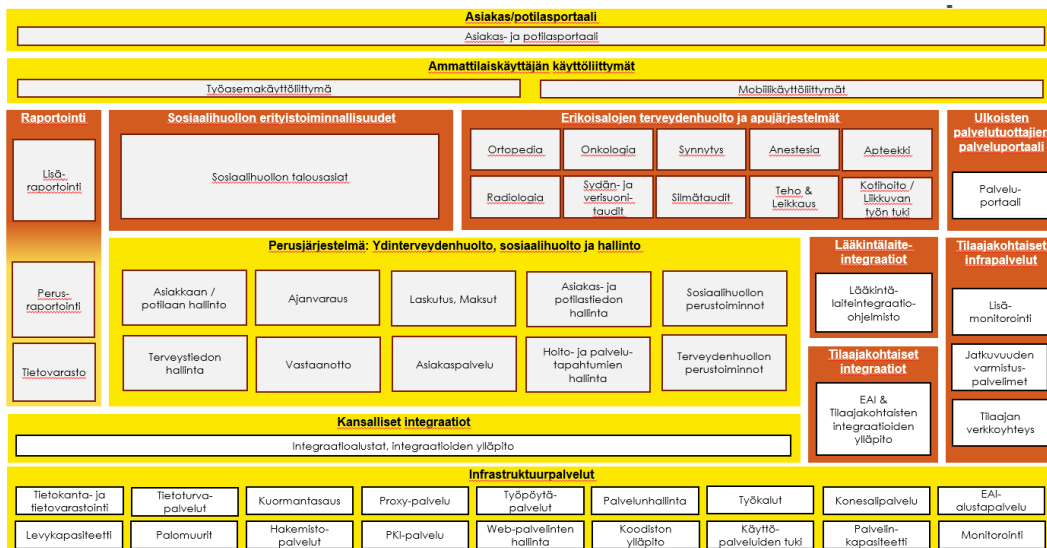 Asiakas/potilasportaali
Asiakas- ja potilasportaali
Ammattilaiskäyttäjän käyttöliittymät
Työasemakäyttöliittymä
Mobiilikäyttöliittymät
Raportointi
Lisä-
raportointi
Perus-
raportointi
Tietovarasto
Sosiaalihuollon erityistoiminnallisuudet
Sosiaalihuollon talousasiat
Erikoisalojen terveydenhuolto ja apujärjestelmät
Ortopedia
Onkologia
Synnytys
Anestesia
Apteekki
Radiologia
Sydän- ja
verisuoni-
taudit
Silmätaudit
Teho &
Leikkaus
Kotihoito /
Liikkuvan
työn tuki
Ulkoisten
palvelutuottajien
palveluportaali
Palvelu-
portaali
Perusjärjestelmä: Ydinterveydenhuolto, sosiaalihuolto ja hallinto
Asiakkaan /
potilaan hallinto
Ajanvaraus
Laskutus, Maksut
Asiakas- ja
potilastiedon
hallinta
Sosiaalihuollon
perustoiminnot
Terveystiedon
hallinta
Vastaanotto
Asiakaspalvelu
Hoito- ja palvelu-
tapahtumien
hallinta
Terveydenhuollon
perustoiminnot
Lääkintälaite-
integraatiot
Lääkintä-
laiteintegraatio-
ohjelmisto
Tilaajakohtaiset
integraatiot
EAI &
Tilaajakohtaisten
integraatioiden
ylläpito
Tilaajakohtaiset
infrapalvelut
Lisä-
monitorointi
Jatkuvuuden
varmistus-
palvelimet
Tilaajan
verkkoyhteys
Kansalliset integraatiot
Integraatioalustat, integraatioiden ylläpito
Infrastruktuurpalvelut
Tietokanta- ja
tietovarastointi
Tietoturva-
palvelut
Kuormantasaus
Proxy-palvelu
Työpöytä-
palvelut
Palvelunhallinta
Työkalut
Konesalipalvelu
EAI-
alustapalvelu
Levykapasiteetti
Palomuurit
Hakemisto-
palvelut
PKI-palvelu
Web-palvelinten
hallinta
Koodiston
ylläpito
Käyttö-
palveluiden tuki
Palvelin-
kapasiteetti
Monitorointi